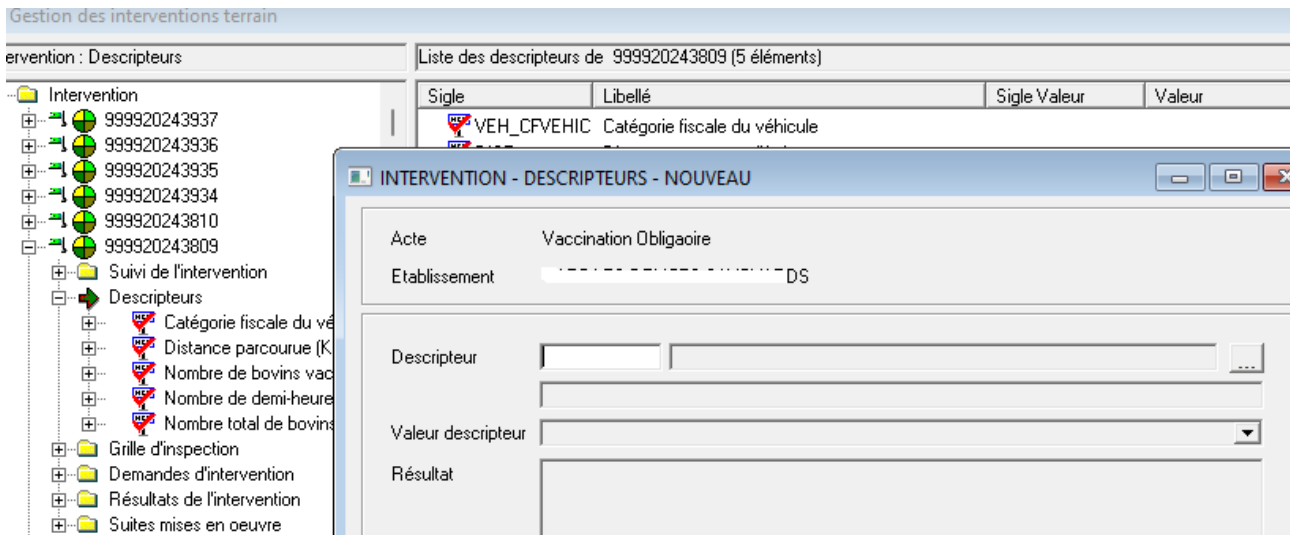 Gestion des interventions terrain
ervention : Descripteurs
Liste des descripteurs de 999920243809 (5 éléments)
Intervention
Sigle Libellé Sigle Valeur Valeur
999920243937
VEH_CFVEHIC Catégorie fiscale du véhicule
999920243936
999920243935
999920243934
999920243810
999920243809
Suivi de l'intervention
Descripteurs
Catégorie fiscale du vé
Distance parcourue (K
Nombre de bovins vac
Nombre de demi-heure
Nombre total de bovins
Grille d'inspection
Demandes d'intervention
Résultats de l'intervention
Suites mises en oeuvre
INTERVENTION - DESCRIPTEURS - NOUVEAU
Acte Vaccination Obligaoire
Etablissement DS
Descripteur ...
Valeur descripteur
Résultat